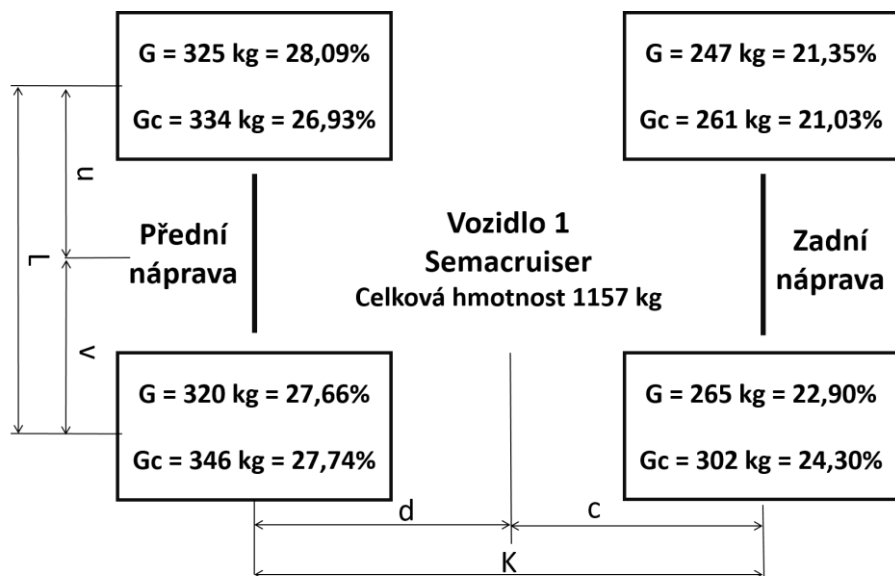 G = 325 kg = 28,09%
Gc = 334 kg = 26,93%
G = 247 kg = 21,35%
Gc = 261 kg = 21,03%
u
L
v
Přední
náprava
Vozidlo 1
Semacruiser
Celková hmotnost 1157 kg
Zadní
náprava
G = 320 kg = 27,66%
Gc = 346 kg = 27,74%
G = 265 kg = 22,90%
Gc = 302 kg = 24,30%
d
c
K